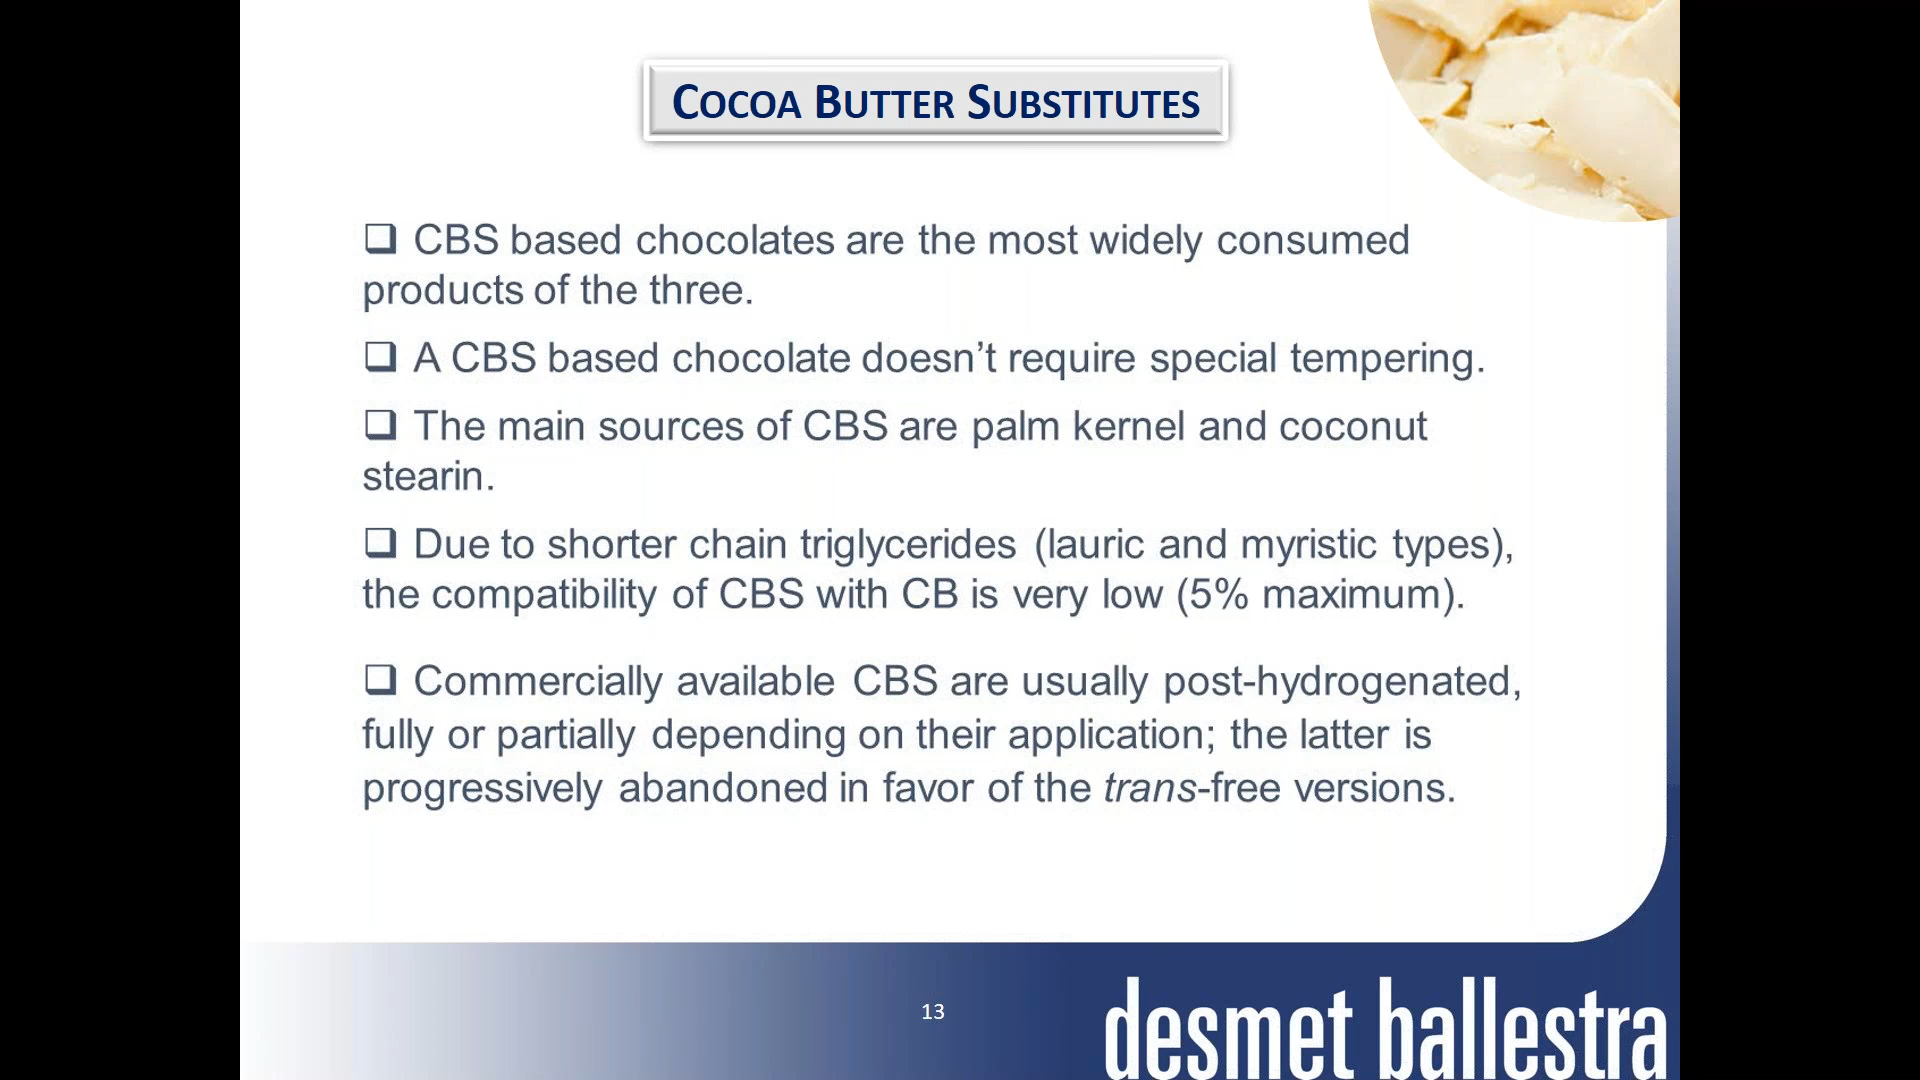 COCOA BUTTER SUBSTITUTES
❑ CBS based chocolates are the most widely consumed
products of the three.
❑ A CBS based chocolate doesn’t require special tempering.
❑ The main sources of CBS are palm kernel and coconut
stearin.
❑ Due to shorter chain triglycerides (lauric and myristic types),
the compatibility of CBS with CB is very low (5% maximum).
❑ Commercially available CBS are usually post-hydrogenated,
fully or partially depending on their application; the latter is
progressively abandoned in favor of the trans-free versions.
13
desmet ballestra